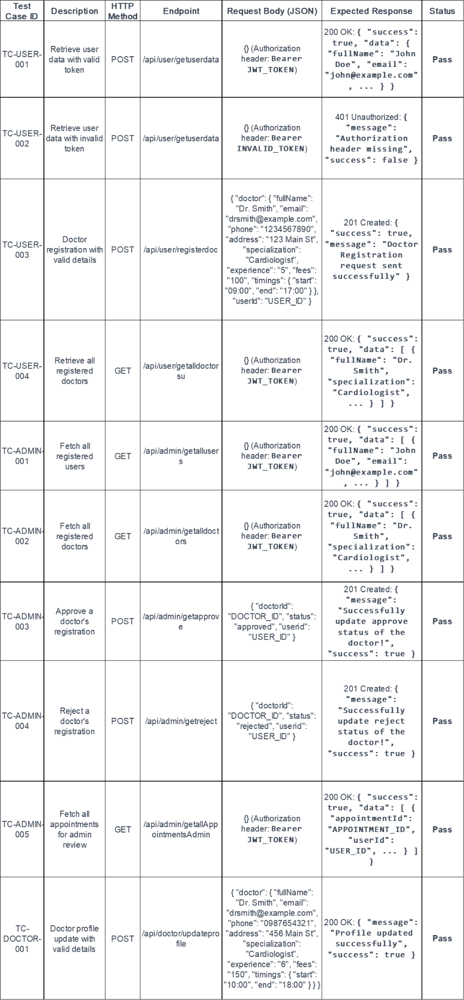 Test Case ID | Description | HTTP Method | Endpoint | Request Body (JSON) | Expected Response | Status
TC-USER-001 | Retrieve user data with valid token | POST | /api/user/getuserdata | {} (Authorization header: Bearer JWT_TOKEN) | 200 OK: { "success": true, "data": { "fullName": "John Doe", "email": "john@example.com", ... } } | Pass
TC-USER-002 | Retrieve user data with invalid token | POST | /api/user/getuserdata | {} (Authorization header: Bearer INVALID_TOKEN) | 401 Unauthorized: { "message": "Authorization header missing", "success": false } | Pass
TC-USER-003 | Doctor registration with valid details | POST | /api/user/registerdoc | { "doctor": { "fullName": "Dr. Smith", "email": "drsmith@example.com", "phone": "1234567890", "address": "123 Main St", "specialization": "Cardiologist", "experience": "5", "fees": "100", "timings": { "start": "09:00", "end": "17:00" } }, "userId": "USER_ID" } | 201 Created: { "success": true, "message": "Doctor Registration request sent successfully" } | Pass
TC-USER-004 | Retrieve all registered doctors | GET | /api/user/getalldoctorsu | {} (Authorization header: Bearer JWT_TOKEN) | 200 OK: { "success": true, "data": [ { "fullName": "Dr. Smith", "specialization": "Cardiologist", ... } ] } | Pass
TC-ADMIN-001 | Fetch all registered users | GET | /api/admin/getallusers | {} (Authorization header: Bearer JWT_TOKEN) | 200 OK: { "success": true, "data": [ { "fullName": "John Doe", "email": "john@example.com", ... } ] } | Pass
TC-ADMIN-002 | Fetch all registered doctors | GET | /api/admin/getalldoctors | {} (Authorization header: Bearer JWT_TOKEN) | 200 OK: { "success": true, "data": [ { "fullName": "Dr. Smith", "specialization": "Cardiologist", ... } ] } | Pass
TC-ADMIN-003 | Approve a doctor's registration | POST | /api/admin/getapprove | { "doctorId": "DOCTOR_ID", "status": "approved", "userid": "USER_ID" } | 201 Created: { "message": "Successfully update approve status of the doctor!", "success": true } | Pass
TC-ADMIN-004 | Reject a doctor's registration | POST | /api/admin/getreject | { "doctorId": "DOCTOR_ID", "status": "rejected", "userid": "USER_ID" } | 201 Created: { "message": "Successfully update reject status of the doctor!", "success": true } | Pass
TC-ADMIN-005 | Fetch all appointments for admin review | GET | /api/admin/getallAppointmentsAdmin | {} (Authorization header: Bearer JWT_TOKEN) | 200 OK: { "success": true, "data": [ { "appointmentId": "APPOINTMENT_ID", "userId": "USER_ID", ... } ] } | Pass
TC-DOCTOR-001 | Doctor profile update with valid details | POST | /api/doctor/updateprofile | { "doctor": { "fullName": "Dr. Smith", "email": "drsmith@example.com", "phone": "0987654321", "address": "456 Main St", "specialization": "Cardiologist", "experience": "6", "fees": "150", "timings": { "start": "10:00", "end": "18:00" } } } | 200 OK: { "message": "Profile updated successfully", "success": true } | Pass